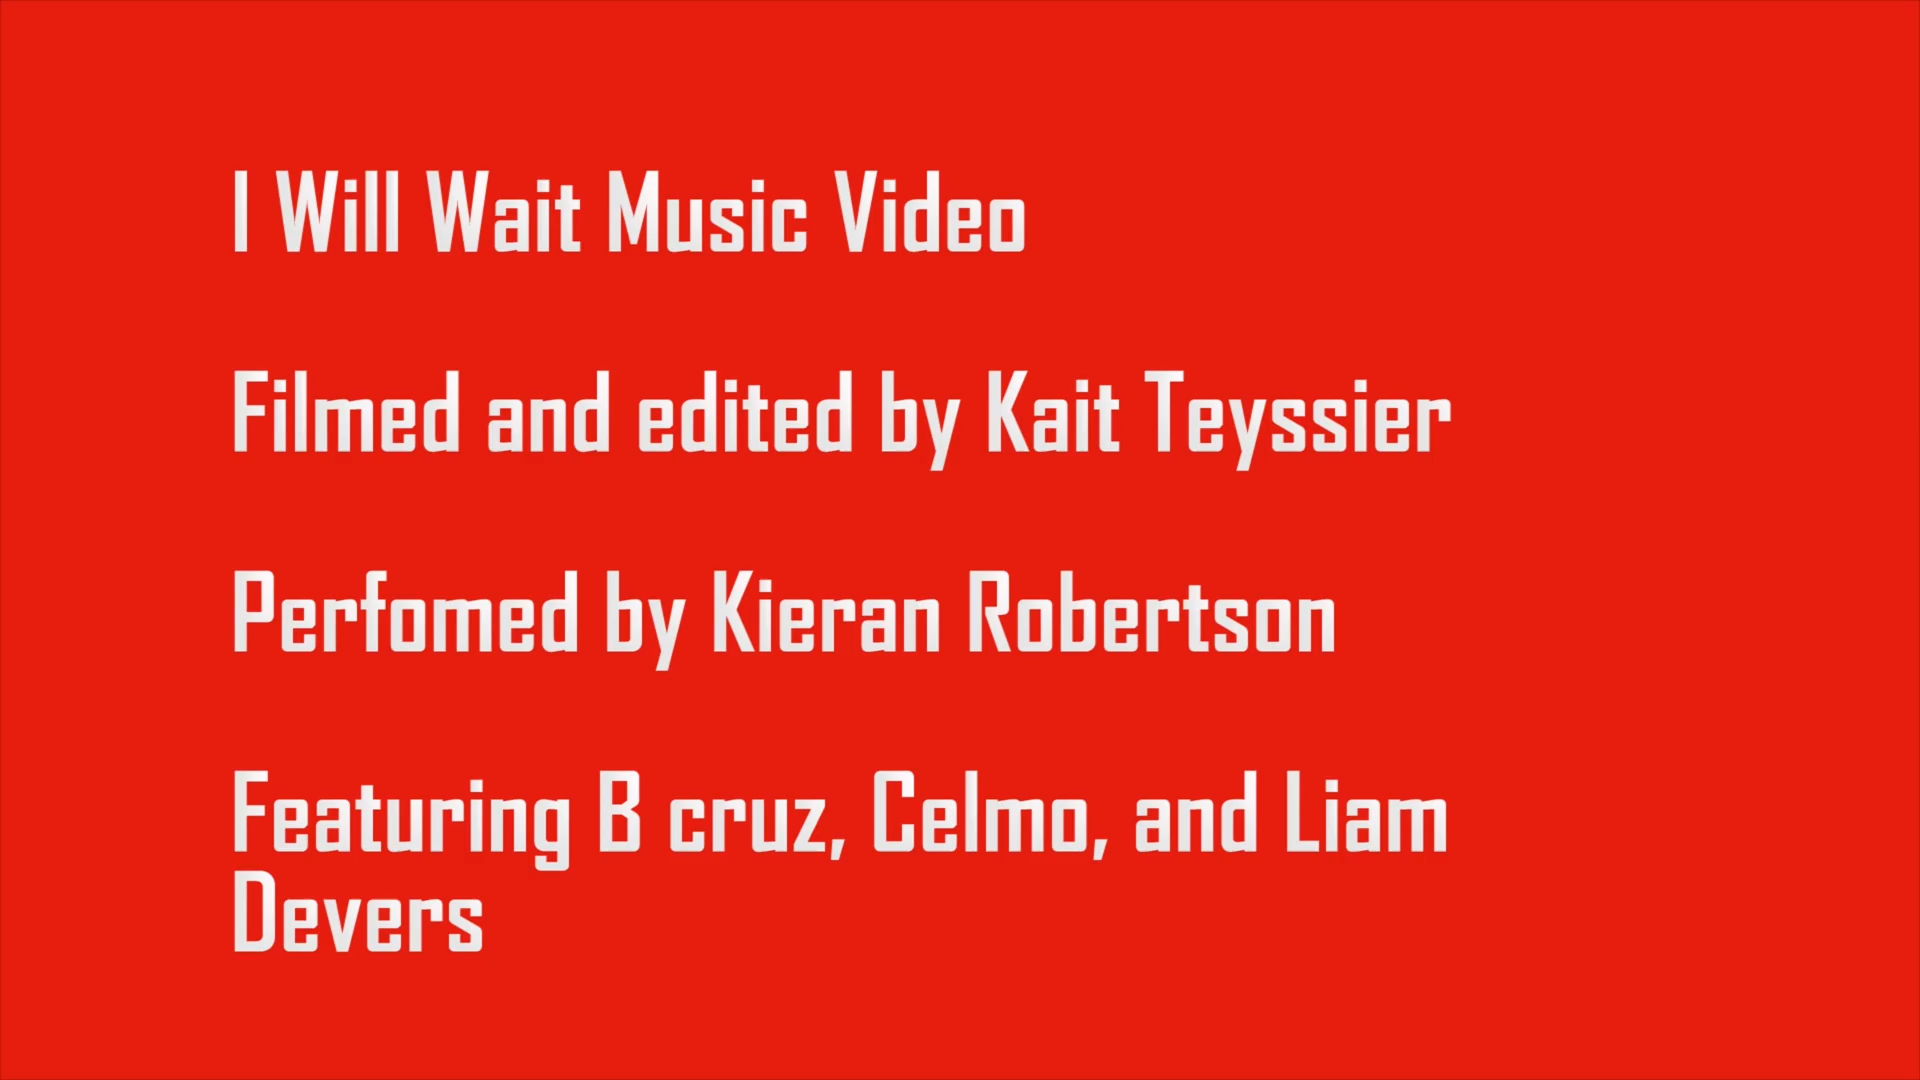 I Will Wait Music Video
Filmed and edited by Kait Teyssier
Perfomed by Kieran Robertson
Featuring B cruz, Celmo, and Liam
Devers